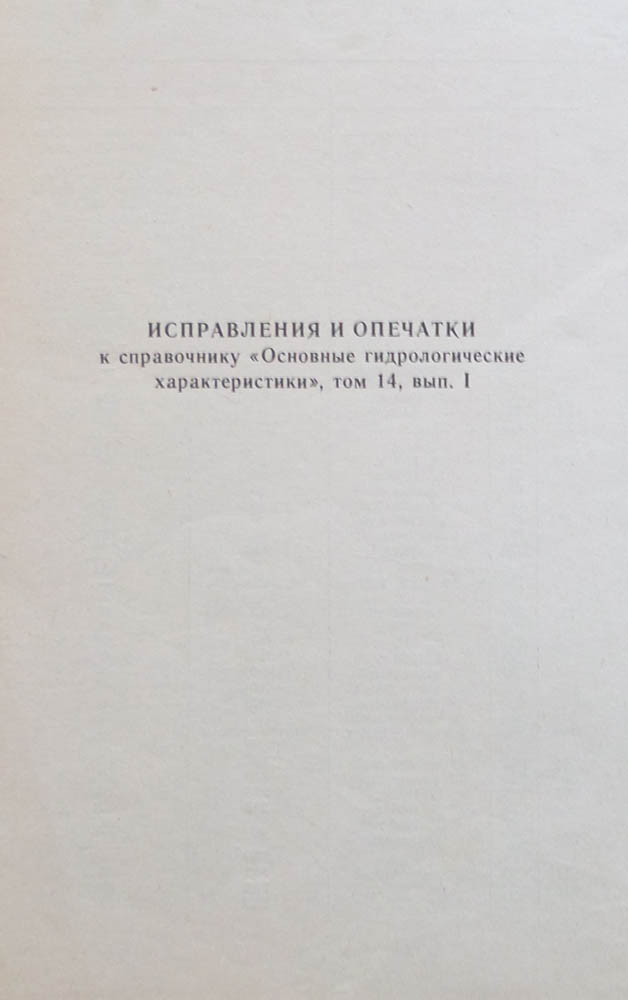 ИСПРАВЛЕНИЯ И ОПЕЧАТКИ
к справочнику «Основные гидрологические
характеристики», том 14, вып. I